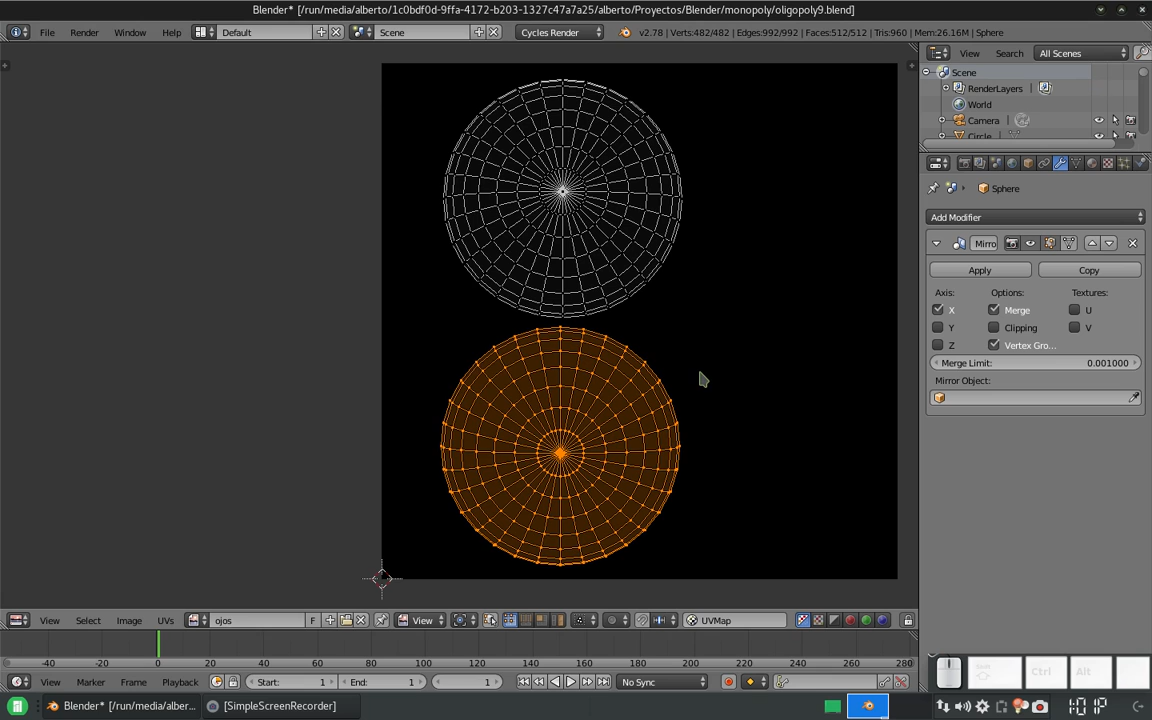 Blender* [/run/media/alberto/1c0bdf0d-9ffa-4172-b203-1327c47a7a25/alberto/Proyectos/Blender/monopoly/oligopoly9.blend]
File Render Window Help Default Scene Cycles Render v2.78 | Verts:482/482 | Edges:992/992 | Faces:512/512 | Tris:960 | Mem:26.16M | Sphere
View Search All Scenes
Scene
RenderLayers
World
Camera
Circle
Sphere
Add Modifier
Mirro
Apply Copy
Axis: Options: Textures:
X Merge U
Y Clipping V
Z Vertex Gro...
Merge Limit: 0.001000
Mirror Object:
View Select Image UVs ojos F View UVMap
-40 -20 0 20 40 60 80 100 120 140 160 180 200 220 240 260 280
View Marker Frame Playback Start: 1 End: 1 1 No Sync
Ctrl Alt
Blender* [/run/media/alber... [SimpleScreenRecorder]